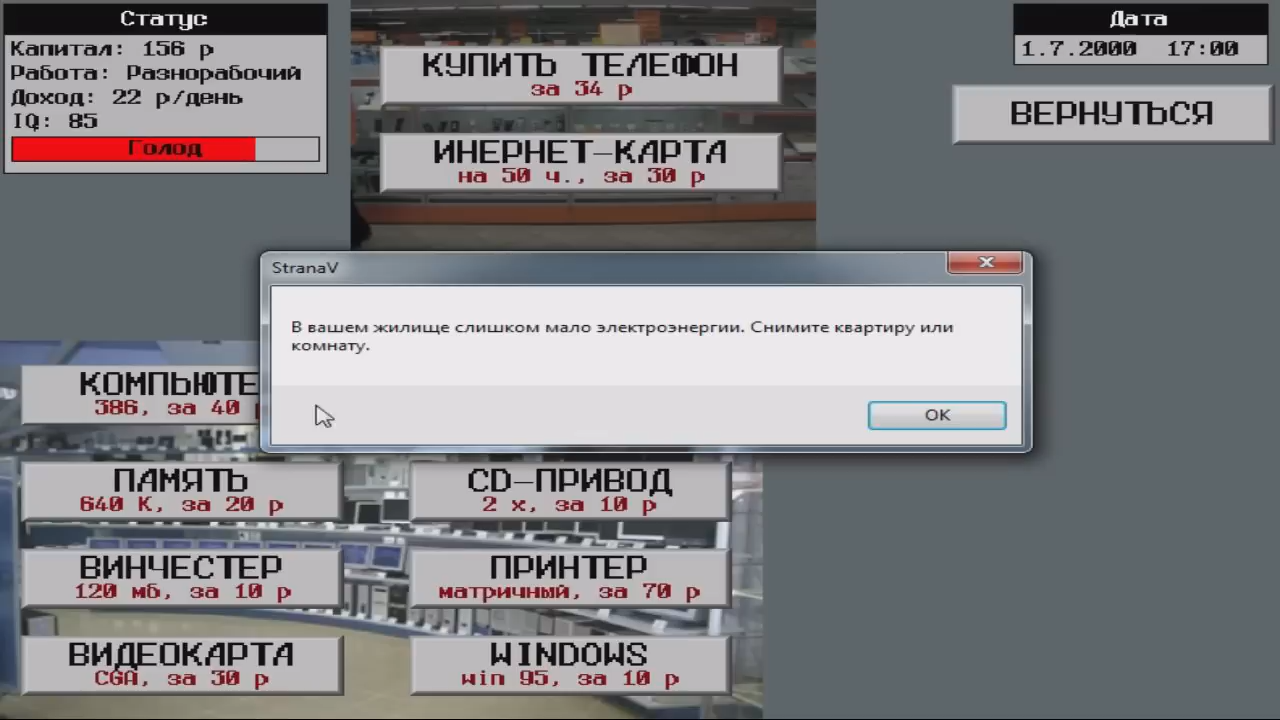 Статус
Капитал: 156 р
Работа: Разнорабочий
Доход: 22 р/день
IQ: 85
Голод
КУПИТЬ ТЕЛЕФОН
за 34 р
ИНЕРНЕТ-КАРТА
на 50 ч., за 30 р
Дата
1.7.2000 17:00
ВЕРНУТЬСЯ
StranaV
В вашем жилище слишком мало электроэнергии. Снимите квартиру или
комнату.
OK
КОМПЬЮТЕ
386, за 40
ПАМЯТЬ
640 K, за 20 р
CD-ПРИВОД
2 x, за 10 р
ВИНЧЕСТЕР
120 мб, за 10 р
ПРИНТЕР
матричный, за 70 р
ВИДЕОКАРТА
CGA, за 30 р
WINDOWS
win 95, за 10 р